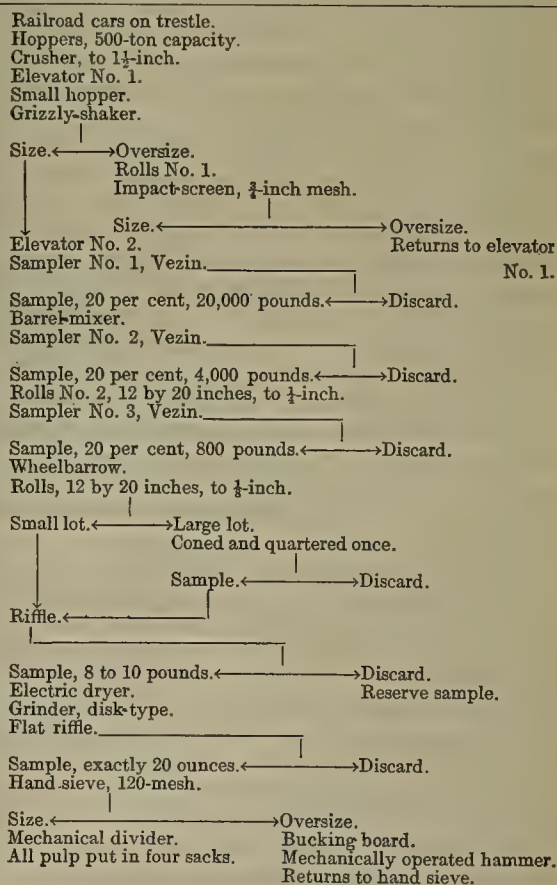 Railroad cars on trestle.
Hoppers, 500-ton capacity.
Crusher, to 1½-inch.
Elevator No. 1.
Small hopper.
Grizzly-shaker.
Size. Oversize.
Rolls No. 1.
Impact-screen, ¾-inch mesh.
Size. Oversize.
Elevator No. 2. Returns to elevator
Sampler No. 1, Vezin. No. 1.
Sample, 20 per cent, 20,000 pounds. Discard.
Barrel-mixer.
Sampler No. 2, Vezin.
Sample, 20 per cent, 4,000 pounds. Discard.
Rolls No. 2, 12 by 20 inches, to ¼-inch.
Sampler No. 3, Vezin.
Sample, 20 per cent, 800 pounds. Discard.
Wheelbarrow.
Rolls, 12 by 20 inches, to ⅛-inch.
Small lot. Large lot.
Coned and quartered once.
Sample. Discard.
Riffle.
Sample, 8 to 10 pounds. Discard.
Electric dryer. Reserve sample.
Grinder, disk-type.
Flat riffle.
Sample, exactly 20 ounces. Discard.
Hand sieve, 120-mesh.
Size. Oversize.
Mechanical divider. Bucking board.
All pulp put in four sacks. Mechanically operated hammer.
Returns to hand sieve.